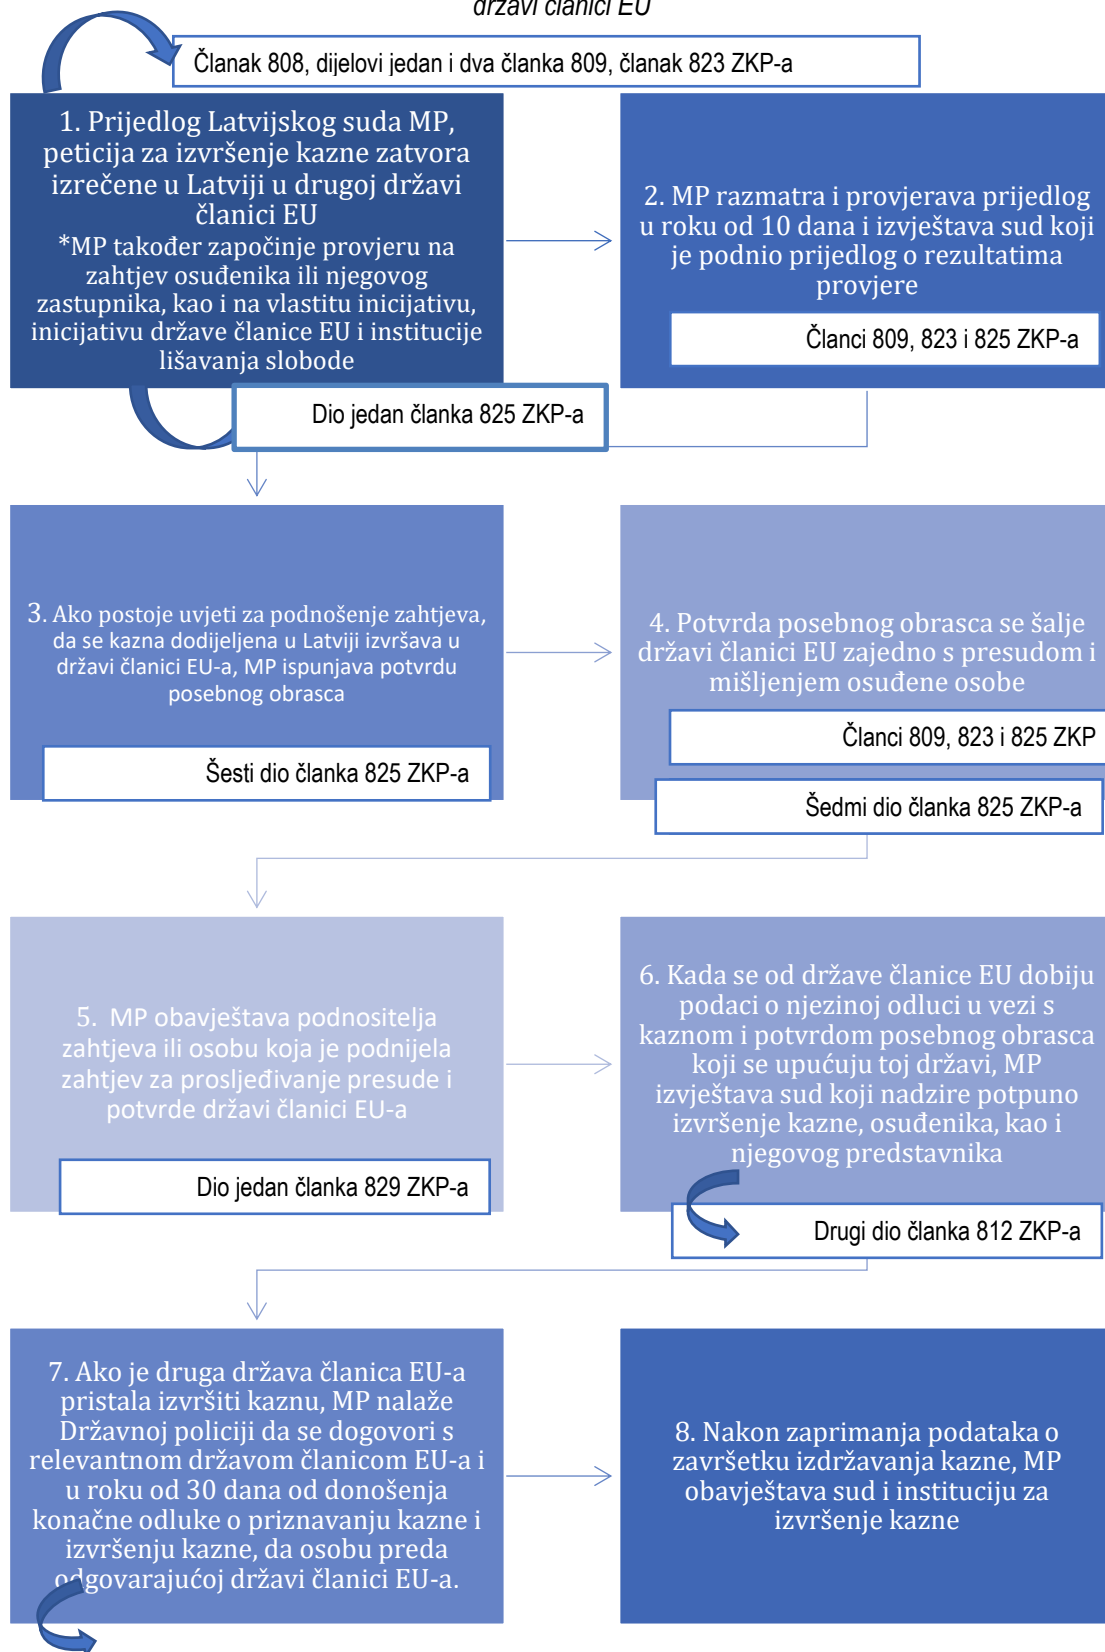 državi članici EU
Članak 808, dijelovi jedan i dva članka 809, članak 823 ZKP-a
1. Prijedlog Latvijskog suda MP,
peticija za izvršenje kazne zatvora
izrečene u Latviji u drugoj državi
članici EU
*MP također započinje provjeru na
zahtjev osuđenika ili njegovog
zastupnika, kao i na vlastitu inicijativu,
inicijativu države članice EU i institucije
lišavanja slobode
Dio jedan članka 825 ZKP-a
2. MP razmatra i provjerava prijedlog
u roku od 10 dana i izvještava sud koji
je podnio prijedlog o rezultatima
provjere
Članci 809, 823 i 825 ZKP-a
3. Ako postoje uvjeti za podnošenje zahtjeva,
da se kazna dodijeljena u Latviji izvršava u
državi članici EU-a, MP ispunjava potvrdu
posebnog obrasca
Šesti dio članka 825 ZKP-a
4. Potvrda posebnog obrasca se šalje
državi članici EU zajedno s presudom i
mišljenjem osuđene osobe
Članci 809, 823 i 825 ZKP
Šedmi dio članka 825 ZKP-a
5. MP obavještava podnositelja
zahtjeva ili osobu koja je podnijela
zahtjev za prosljeđivanje presude i
potvrde državi članici EU-a
Dio jedan članka 829 ZKP-a
6. Kada se od države članice EU dobiju
podaci o njezinoj odluci u vezi s
kaznom i potvrdom posebnog obrasca
koji se upućuju toj državi, MP
izvještava sud koji nadzire potpuno
izvršenje kazne, osuđenika, kao i
njegovog predstavnika
Drugi dio članka 812 ZKP-a
7. Ako je druga država članica EU-a
pristala izvršiti kaznu, MP nalaže
Državnoj policiji da se dogovori s
relevantnom državom članicom EU-a i
u roku od 30 dana od donošenja
konačne odluke o priznavanju kazne i
izvršenju kazne, da osobu preda
odgovarajućoj državi članici EU-a.
8. Nakon zaprimanja podataka o
završetku izdržavanja kazne, MP
obavještava sud i instituciju za
izvršenje kazne